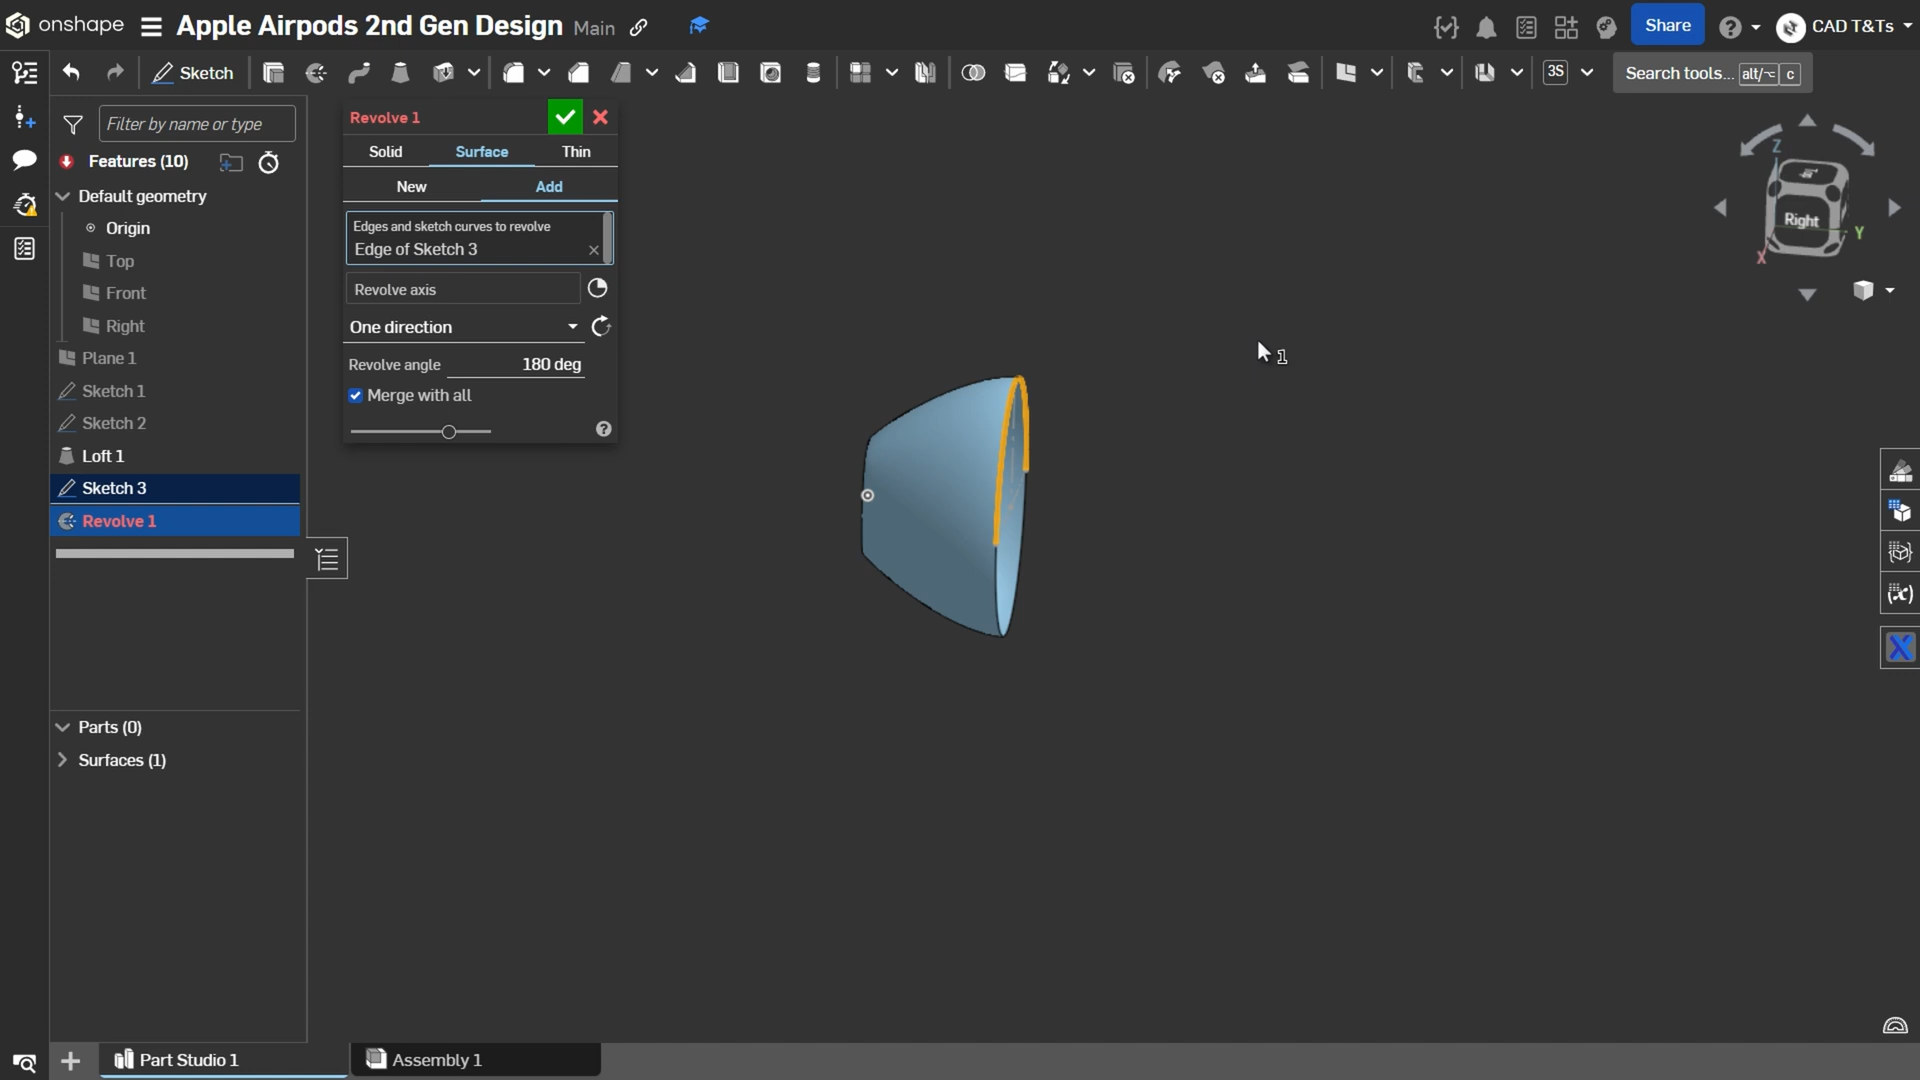 onshape Apple Airpods 2nd Gen Design Main Share CAD T&Ts
Sketch 3S Search tools... alt/⌥ c
Filter by name or type
Features (10)
Default geometry
Origin
Top
Front
Right
Plane 1
Sketch 1
Sketch 2
Loft 1
Sketch 3
Revolve 1
Parts (0)
Surfaces (1)
Revolve 1
Solid Surface Thin
New Add
Edges and sketch curves to revolve
Edge of Sketch 3
Revolve axis
One direction
Revolve angle 180 deg
Merge with all
1
Z
Right
Y
X
(x)
Part Studio 1 Assembly 1